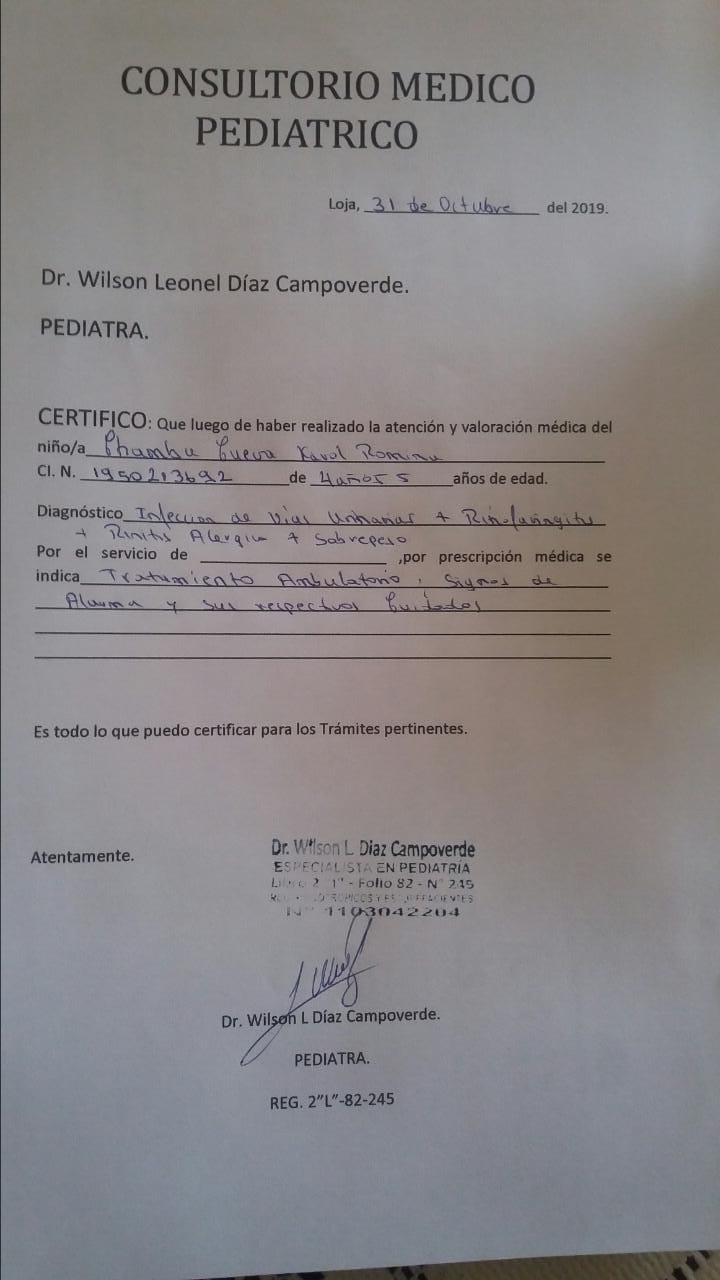 CONSULTORIO MEDICO
PEDIATRICO
Loja, 31 de Octubre del 2019.
Dr. Wilson Leonel Díaz Campoverde.
PEDIATRA.
CERTIFICO: Que luego de haber realizado la atención y valoración médica del
niño/a Chamba Cueva Karol Romina
CI. N. 1950213692 de 4 años 5 años de edad.
Diagnóstico Infeccion de Vias Urinarias + Rinofaringitis
+ Rinitis Alergica + Sobrepeso
Por el servicio de ,por prescripción médica se
indica Tratamiento Ambulatorio, Signos de
Alarma y sus respectivos Cuidados
Es todo lo que puedo certificar para los Trámites pertinentes.
Atentamente.
Dr. Wilson L Diaz Campoverde
ESPECIALISTA EN PEDIATRÍA
Libro 2 "1" - Folio 82 - N° 245
N° 1103042204
Dr. Wilson L Díaz Campoverde.
PEDIATRA.
REG. 2”L”-82-245